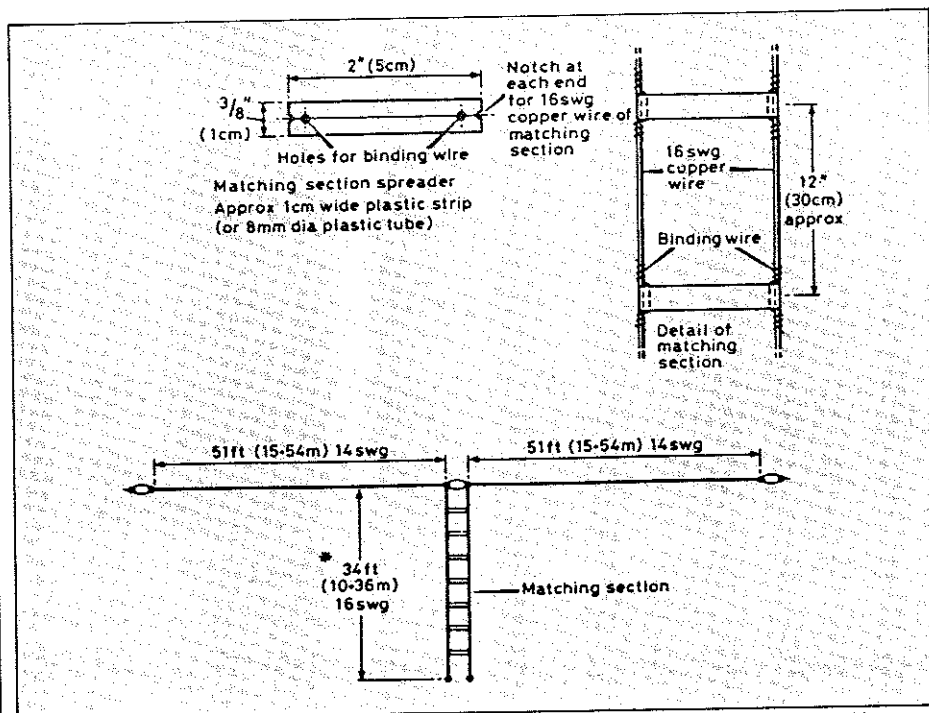 2" (5cm)
3/8"
(1cm)
Notch at
each end
for 16swg
copper wire of
matching
section
Holes for binding wire
Matching section spreader
Approx 1cm wide plastic strip
(or 8mm dia plastic tube)
16swg
copper
wire
12"
(30cm)
approx
Binding wire
Detail of
matching
section
51ft (15·54m) 14swg
51ft (15·54m) 14swg
*
34ft
(10·36m)
16swg
Matching section